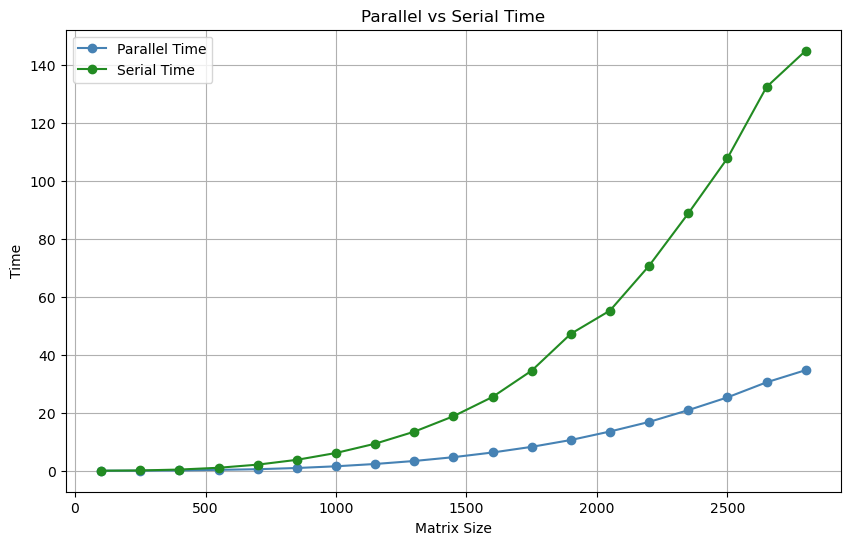 Parallel vs Serial Time
Parallel Time
Serial Time
140
120
100
80
60
40
20
0
Time
0 500 1000 1500 2000 2500
Matrix Size